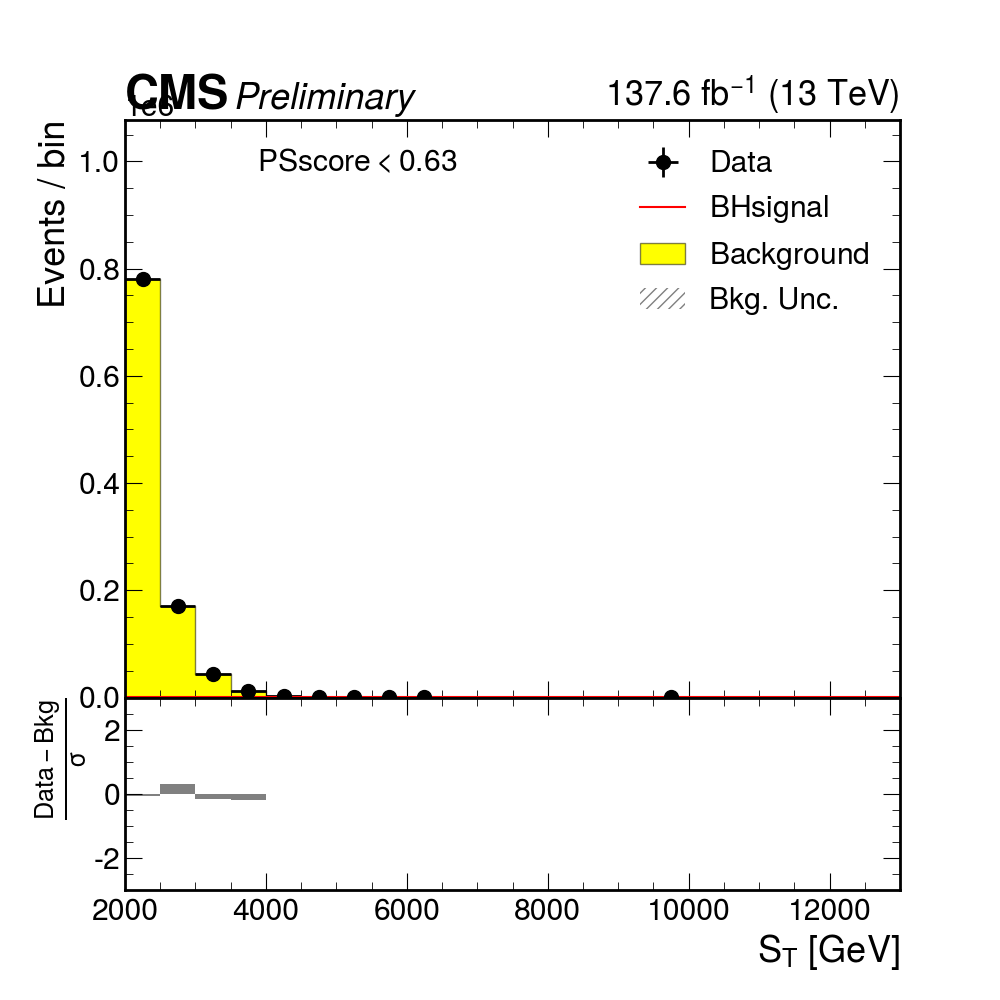 CMS Preliminary 137.6 fb⁻¹ (13 TeV)
1e6
Events / bin
PSscore < 0.63
Data
BHsignal
Background
Bkg. Unc.
1.0
0.8
0.6
0.4
0.2
0.0
Data – Bkg
σ
2
0
-2
2000 4000 6000 8000 10000 12000
S_T [GeV]